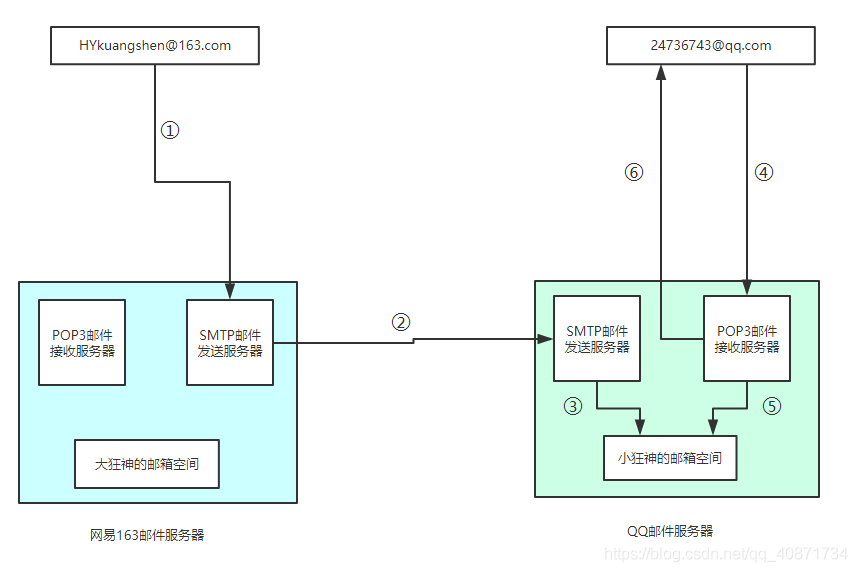 HYkuangshen@163.com
24736743@qq.com
①
⑥
④
POP3邮件
接收服务器
SMTP邮件
发送服务器
②
SMTP邮件
发送服务器
POP3邮件
接收服务器
③
⑤
大狂神的邮箱空间
小狂神的邮箱空间
网易163邮件服务器
QQ邮件服务器
https://blog.csdn.net/qq_40871734